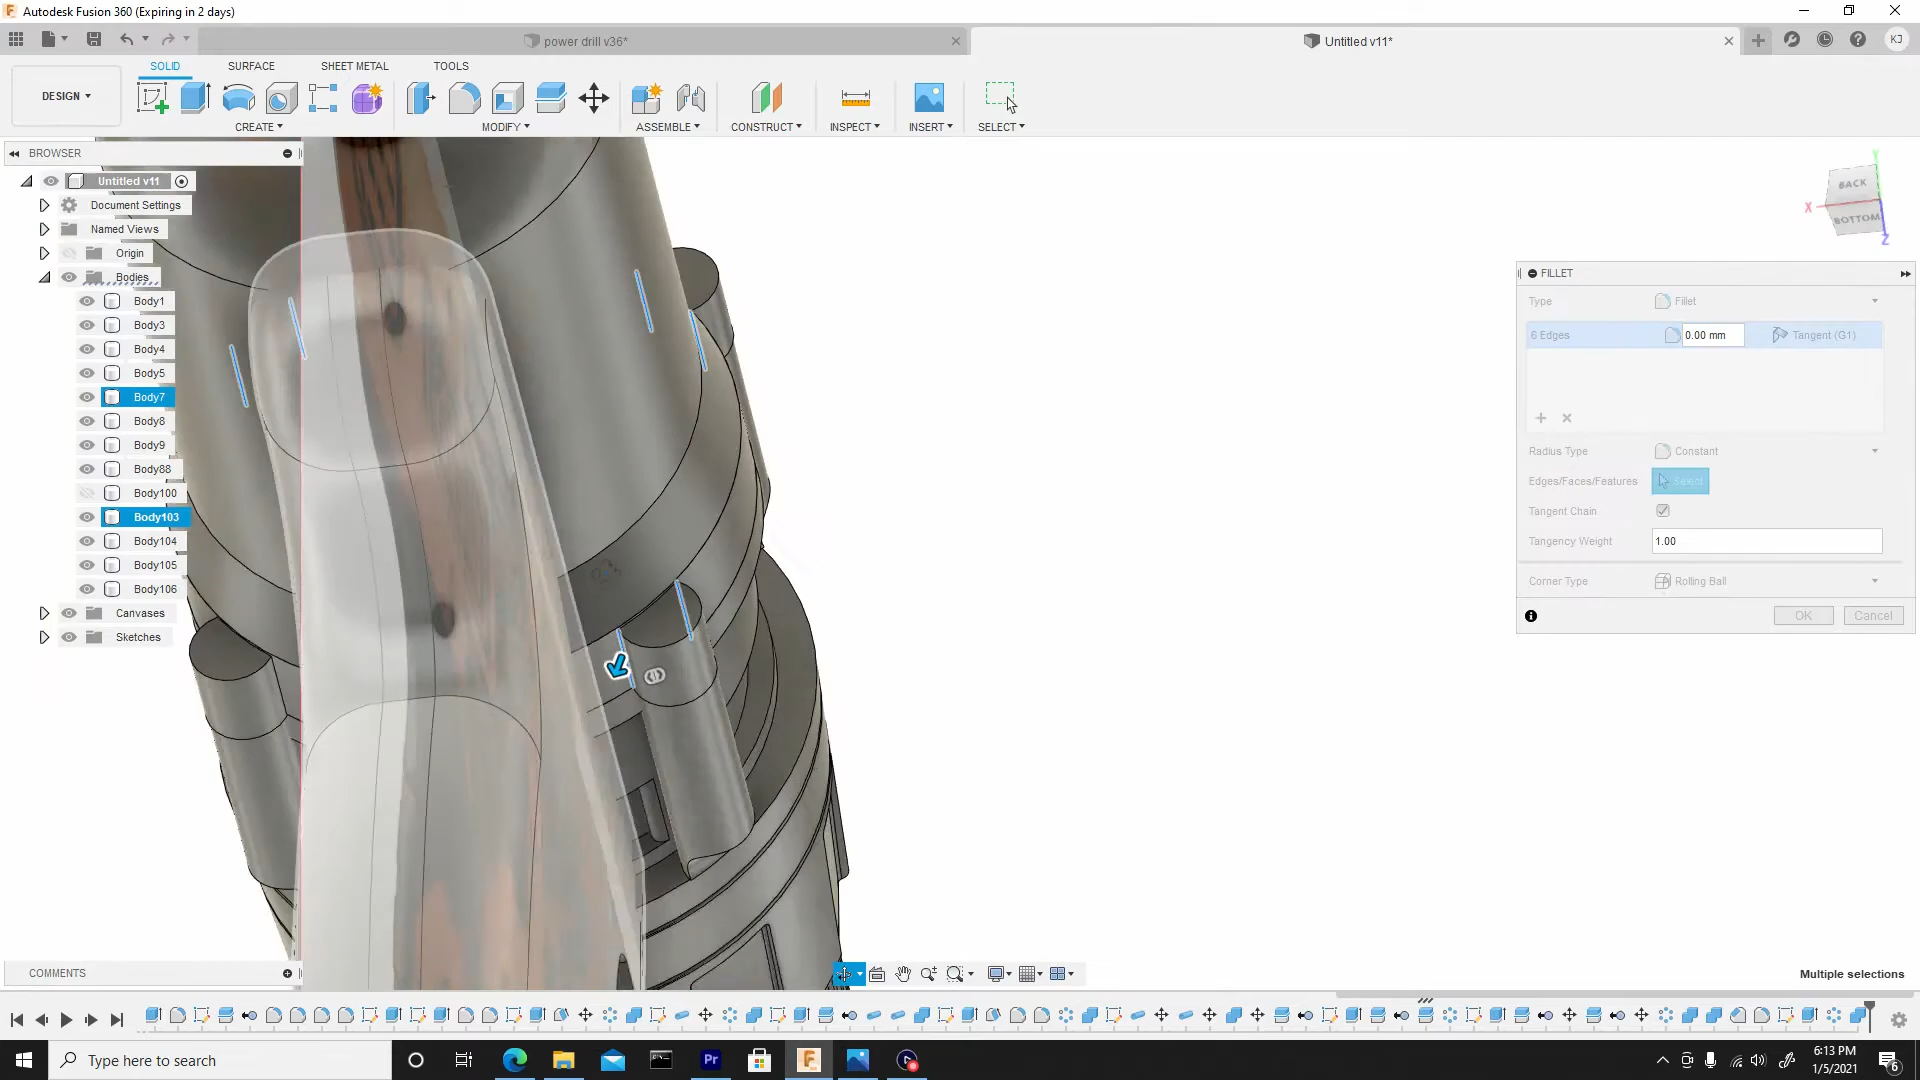 Autodesk Fusion 360 (Expiring in 2 days)
power drill v36*
Untitled v11*
KJ
DESIGN
SOLID
SURFACE
SHEET METAL
TOOLS
CREATE
MODIFY
ASSEMBLE
CONSTRUCT
INSPECT
INSERT
SELECT
BROWSER
Untitled v11
Document Settings
Named Views
Origin
Bodies
Body1
Body3
Body4
Body5
Body7
Body8
Body9
Body88
Body100
Body103
Body104
Body105
Body106
Canvases
Sketches
COMMENTS
Y
BACK
X
BOTTOM
Z
FILLET
Type Fillet
6 Edges 0.00 mm Tangent (G1)
Radius Type Constant
Edges/Faces/Features Select
Tangent Chain
Tangency Weight 1.00
Corner Type Rolling Ball
OK Cancel
Multiple selections
Type here to search
Pr
F
6:13 PM
1/5/2021
6